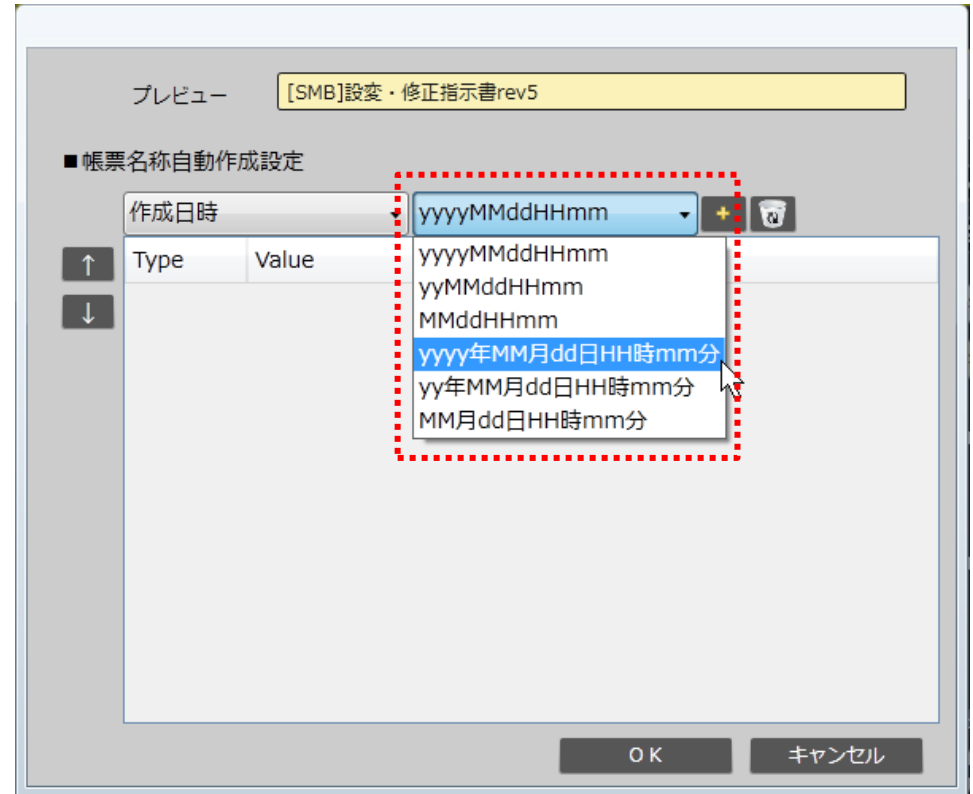 プレビュー [SMB]設変・修正指示書rev5
■帳票名称自動作成設定
作成日時 yyyyMMddHHmm +
↑ Type Value
↓
yyyyMMddHHmm
yyMMddHHmm
MMddHHmm
yyyy年MM月dd日HH時mm分
yy年MM月dd日HH時mm分
MM月dd日HH時mm分
OK キャンセル